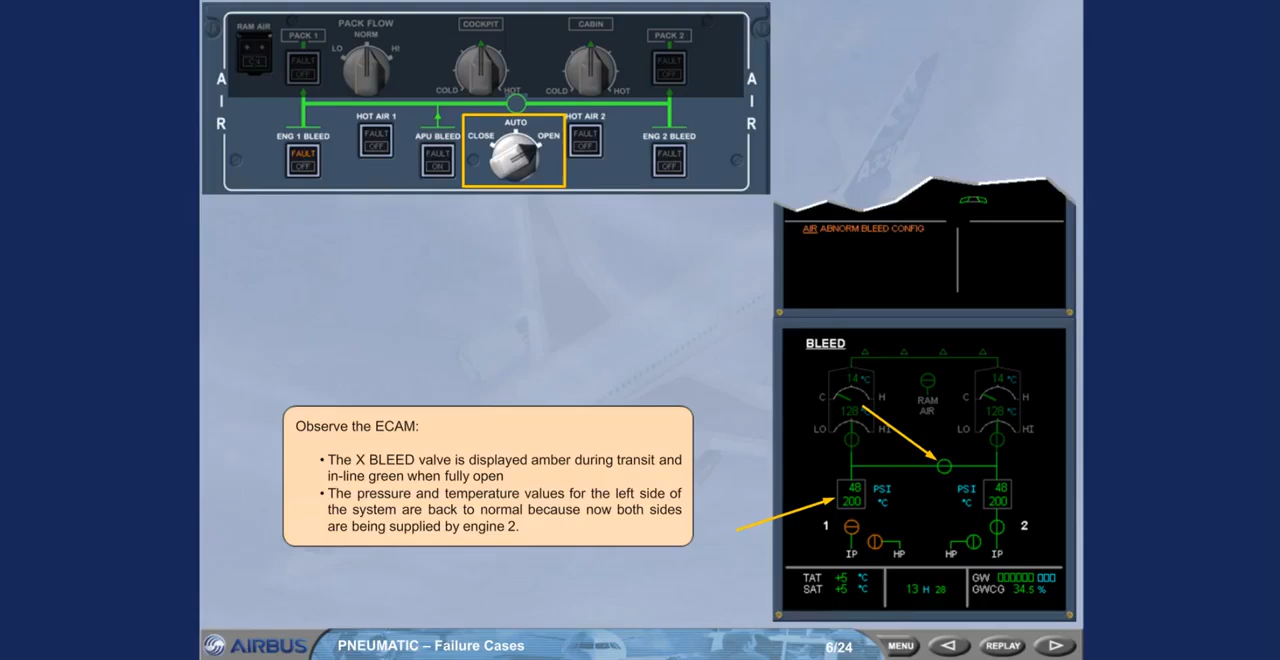 RAM AIR
PACK 1
PACK FLOW
NORM
LO
HI
COCKPIT
CABIN
PACK 2
FAULT
OFF
FAULT
OFF
COLD
HOT
COLD
HOT
A
I
R
A
I
R
ENG 1 BLEED
HOT AIR 1
APU BLEED
CLOSE
AUTO
OPEN
HOT AIR 2
ENG 2 BLEED
FAULT
OFF
FAULT
OFF
FAULT
ON
FAULT
OFF
FAULT
OFF
AIR ABNORM BLEED CONFIG
BLEED
14 °C
C
H
128 °C
LO
HI
RAM
AIR
14 °C
C
H
128 °C
LO
HI
48
PSI
200
°C
PSI
48
°C
200
1
2
IP
HP
HP
IP
TAT +5 °C
SAT +5 °C
13 H 28
GW
GWCG 34.5 %
Observe the ECAM:
• The X BLEED valve is displayed amber during transit and
in-line green when fully open
• The pressure and temperature values for the left side of
the system are back to normal because now both sides
are being supplied by engine 2.
AIRBUS
PNEUMATIC – Failure Cases
6/24
MENU
REPLAY